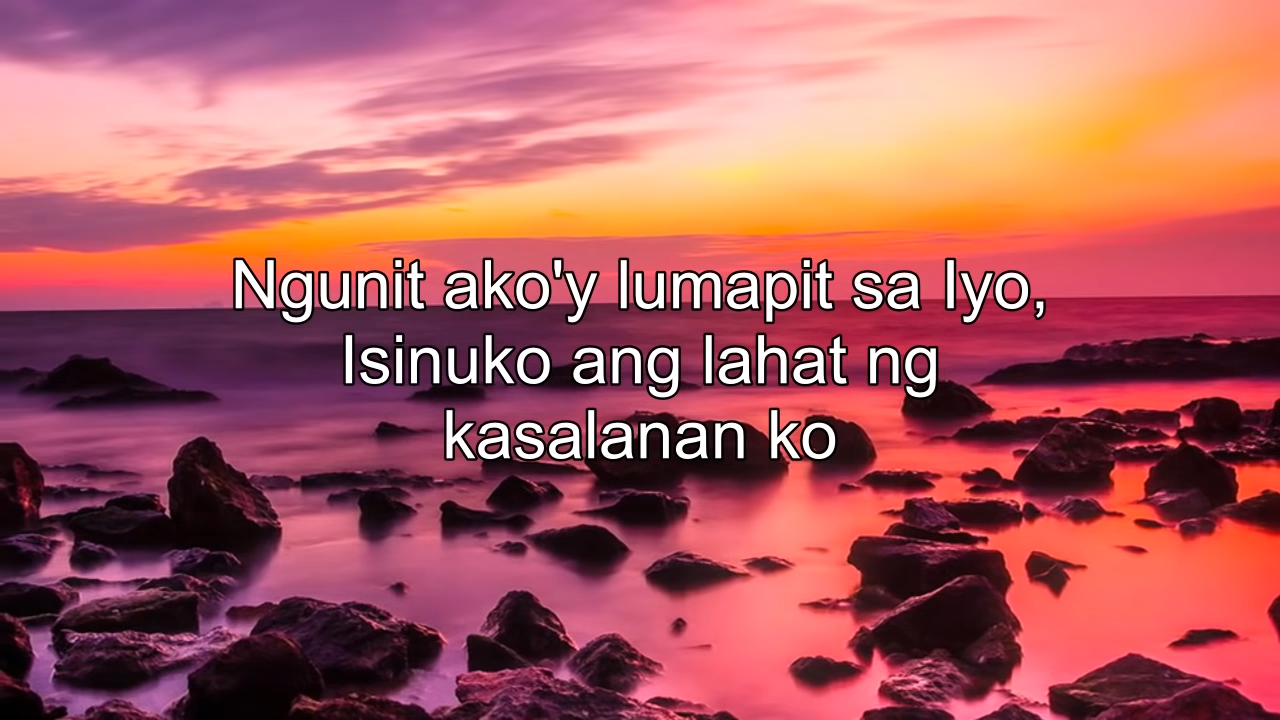 Ngunit ako'y lumapit sa Iyo,
Isinuko ang lahat ng
kasalanan ko